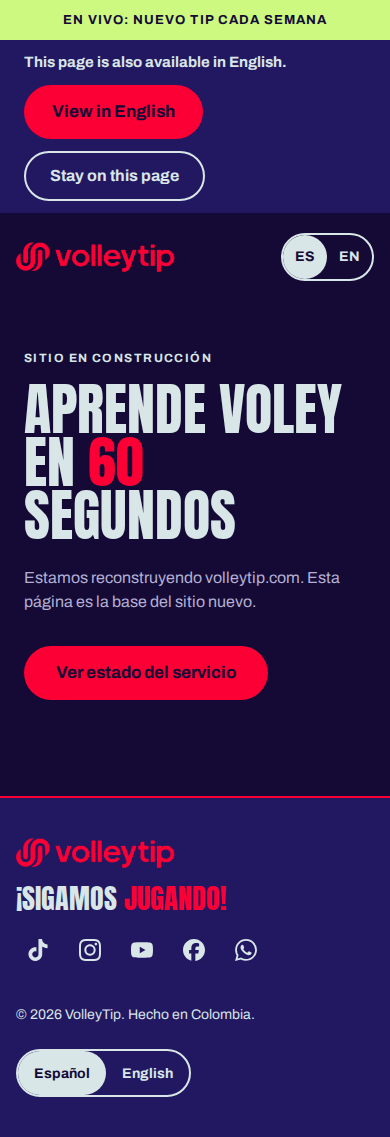 EN VIVO: NUEVO TIP CADA SEMANA
This page is also available in English.
View in English
Stay on this page
volleytip
ES EN
SITIO EN CONSTRUCCIÓN
APRENDE VOLEY
EN 60
SEGUNDOS
Estamos reconstruyendo volleytip.com. Esta
página es la base del sitio nuevo.
Ver estado del servicio
volleytip
¡SIGAMOS JUGANDO!
© 2026 VolleyTip. Hecho en Colombia.
Español English